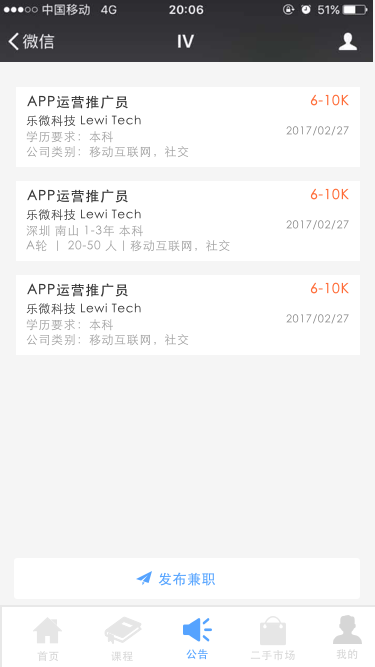 中国移动 4G 20:06 51%
微信 IV
APP运营推广员 6-10K
乐微科技 Lewi Tech
2017/02/27
学历要求：本科
公司类别：移动互联网，社交
APP运营推广员 6-10K
乐微科技 Lewi Tech
2017/02/27
深圳 南山 1-3年 本科
A轮 | 20-50 人 | 移动互联网，社交
APP运营推广员 6-10K
乐微科技 Lewi Tech
2017/02/27
学历要求：本科
公司类别：移动互联网，社交
发布兼职
首页 课程 公告 二手市场 我的